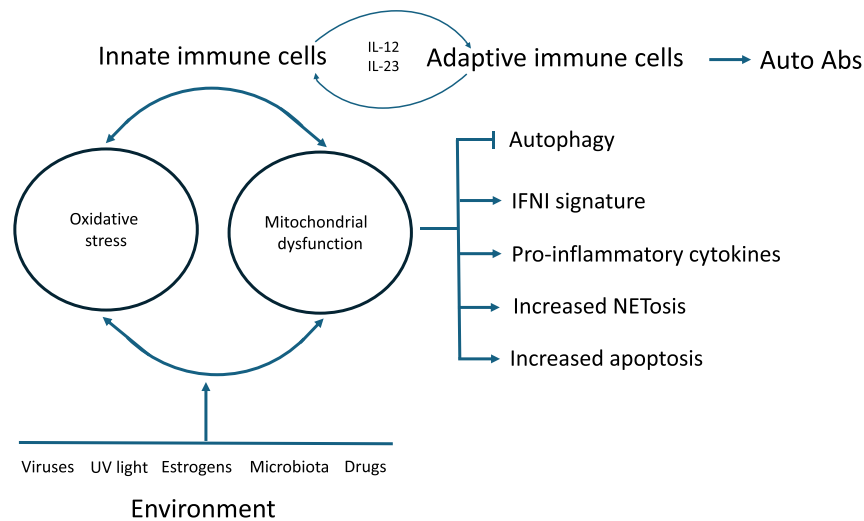 Innate immune cells
IL-12
IL-23
Adaptive immune cells
Auto Abs
Oxidative
stress
Mitochondrial
dysfunction
Autophagy
IFNI signature
Pro-inflammatory cytokines
Increased NETosis
Increased apoptosis
Viruses UV light Estrogens Microbiota Drugs
Environment